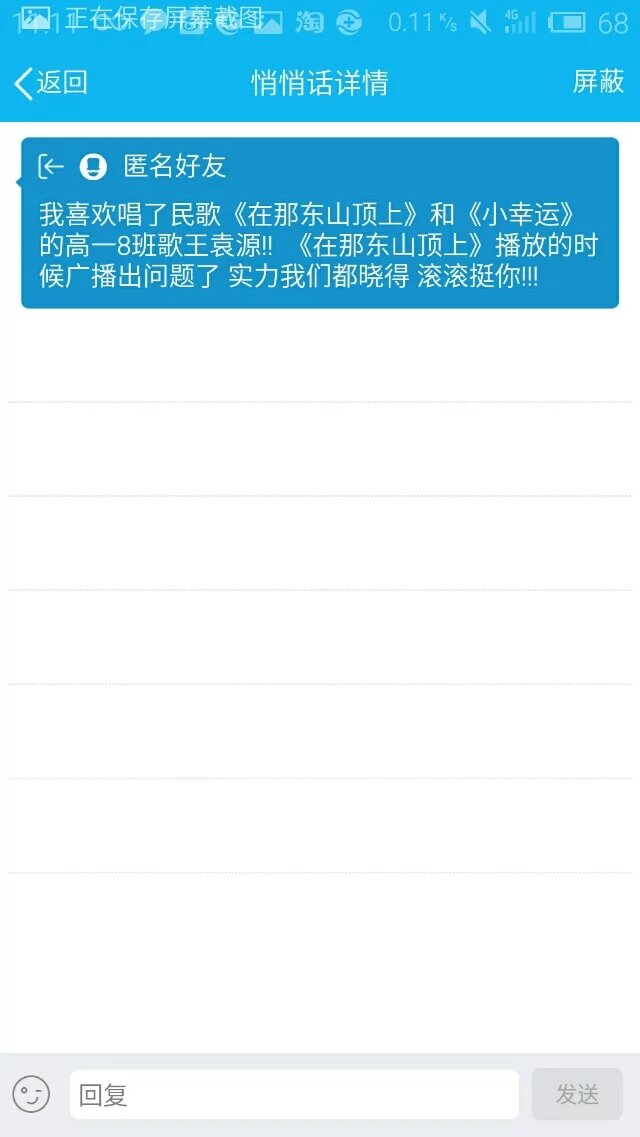 正在保存屏幕截图
0.11 K/s 4G 68
返回 悄悄话详情 屏蔽
匿名好友
我喜欢唱了民歌《在那东山顶上》和《小幸运》
的高一8班歌王袁源!! 《在那东山顶上》播放的时
候广播出问题了 实力我们都晓得 滚滚挺你!!!
回复 发送